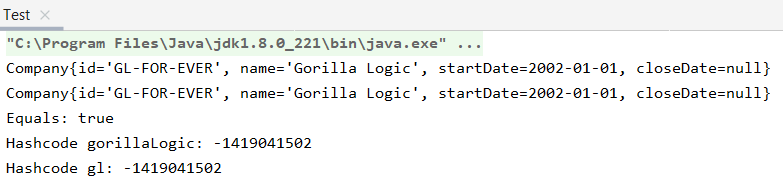 Test
"C:\Program Files\Java\jdk1.8.0_221\bin\java.exe" ...
Company{id='GL-FOR-EVER', name='Gorilla Logic', startDate=2002-01-01, closeDate=null}
Company{id='GL-FOR-EVER', name='Gorilla Logic', startDate=2002-01-01, closeDate=null}
Equals: true
Hashcode gorillaLogic: -1419041502
Hashcode gl: -1419041502